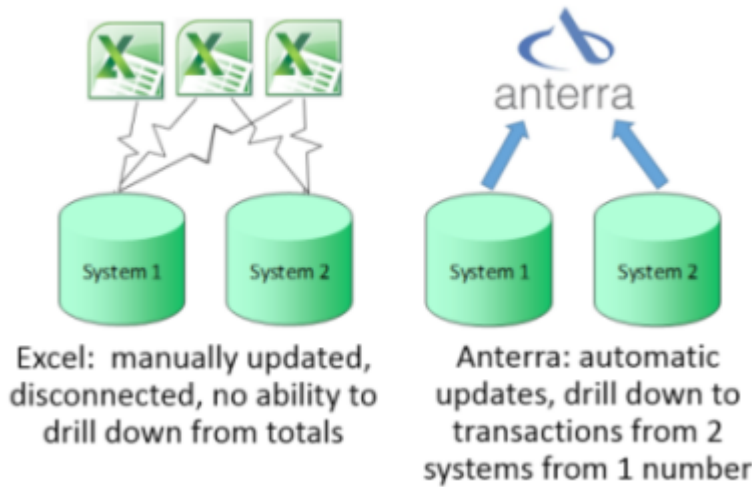 anterra
System 1
System 2
System 1
System 2
Excel: manually updated,
disconnected, no ability to
drill down from totals
Anterra: automatic
updates, drill down to
transactions from 2
systems from 1 number